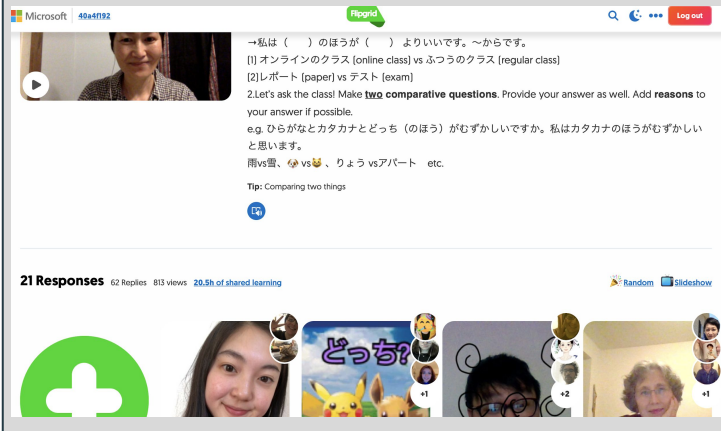 Microsoft 40a4f192 Flipgrid Log out
→私は（　　）のほうが（　　） よりいいです。〜からです。
(1) オンラインのクラス (online class) vs ふつうのクラス (regular class)
(2)レポート (paper) vs テスト (exam)
2.Let's ask the class! Make two comparative questions. Provide your answer as well. Add reasons to
your answer if possible.
e.g. ひらがなとカタカナとどっち（のほう）がむずかしいですか。私はカタカナのほうがむずかしい
と思います。
雨vs雪、🐶 vs😺 、りょう vsアパート　etc.
Tip: Comparing two things
21 Responses 62 Replies 813 views 20.5h of shared learning Random Slideshow
どっち?
+1 +2 +1